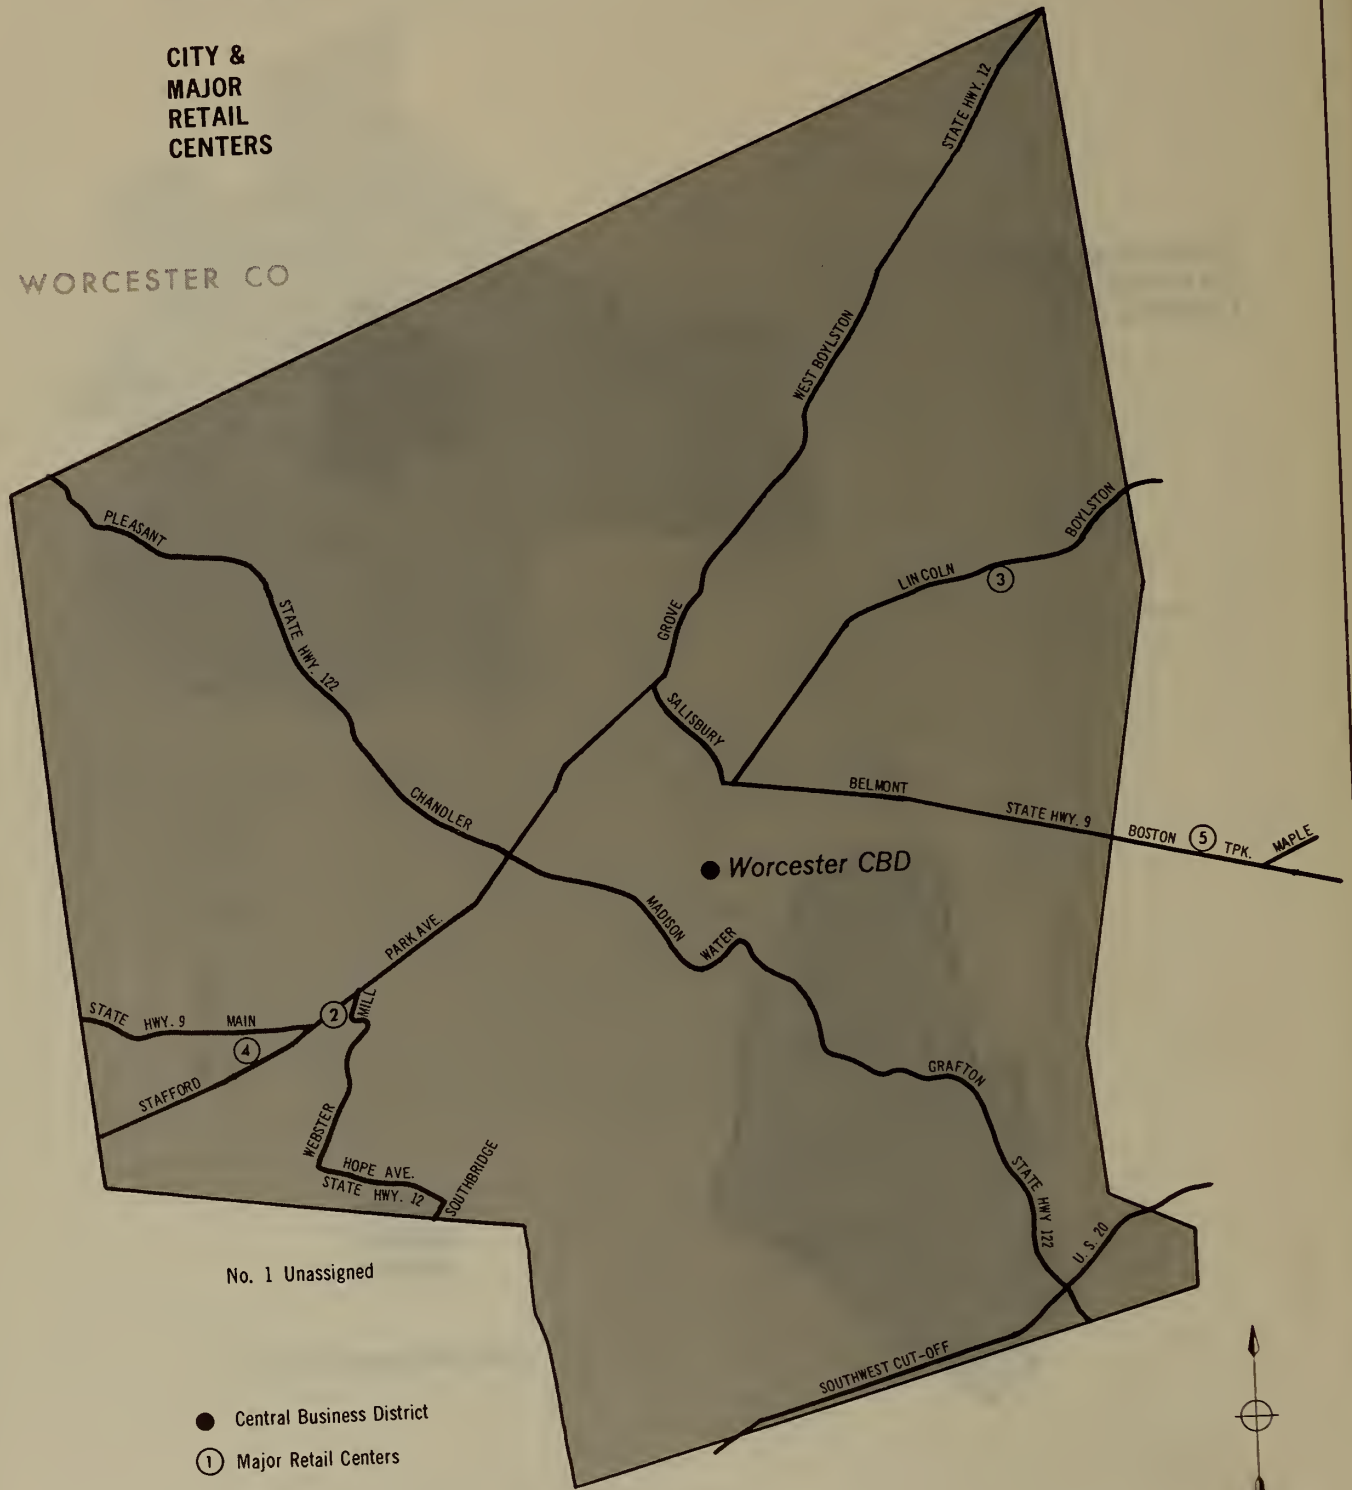 CITY &
MAJOR
RETAIL
CENTERS
WORCESTER CO
STATE HWY. 12
WEST BOYLSTON
BOYLSTON
LINCOLN
3
PLEASANT
STATE HWY. 122
GROVE
SALISBURY
CHANDLER
BELMONT
STATE HWY. 9
BOSTON 5 TPK.
MAPLE
Worcester CBD
MADISON
WATER
PARK AVE.
MILL
2
STATE HWY. 9 MAIN
4
STAFFORD
WEBSTER
HOPE AVE.
STATE HWY. 12
SOUTHBRIDGE
GRAFTON
STATE HWY 122
U. S. 20
SOUTHWEST CUT-OFF
No. 1 Unassigned
Central Business District
1 Major Retail Centers